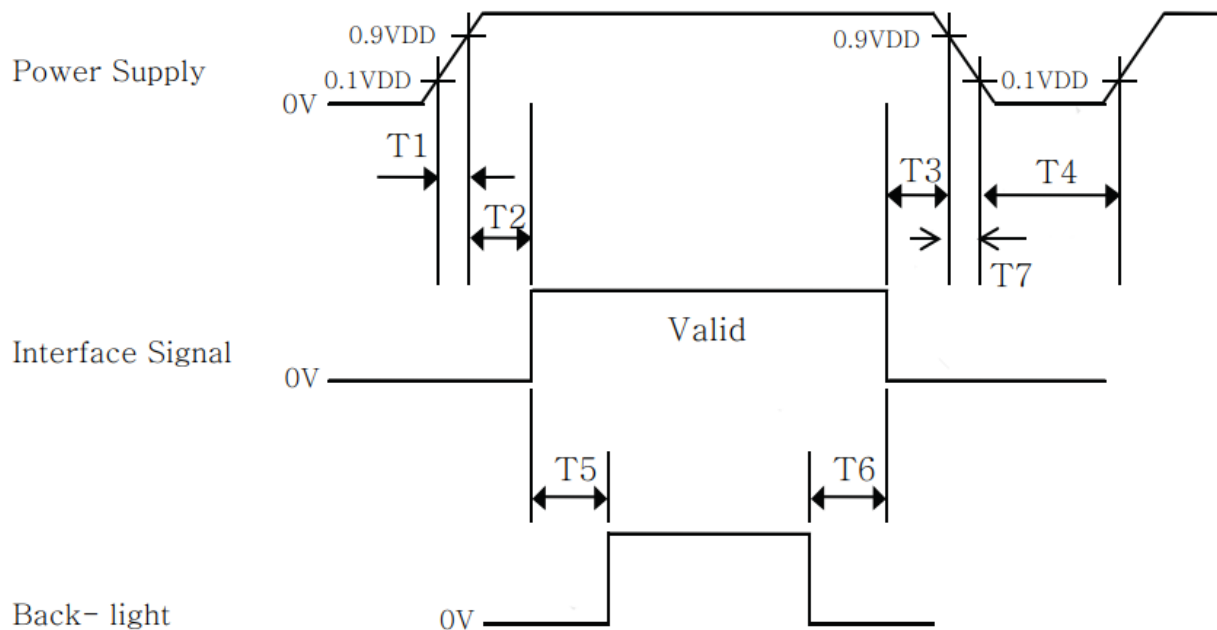 0.9VDD
0.9VDD
Power Supply
0.1VDD
0.1VDD
0V
T1
T3
T4
T2
T7
Valid
Interface Signal
0V
T5
T6
Back- light
0V